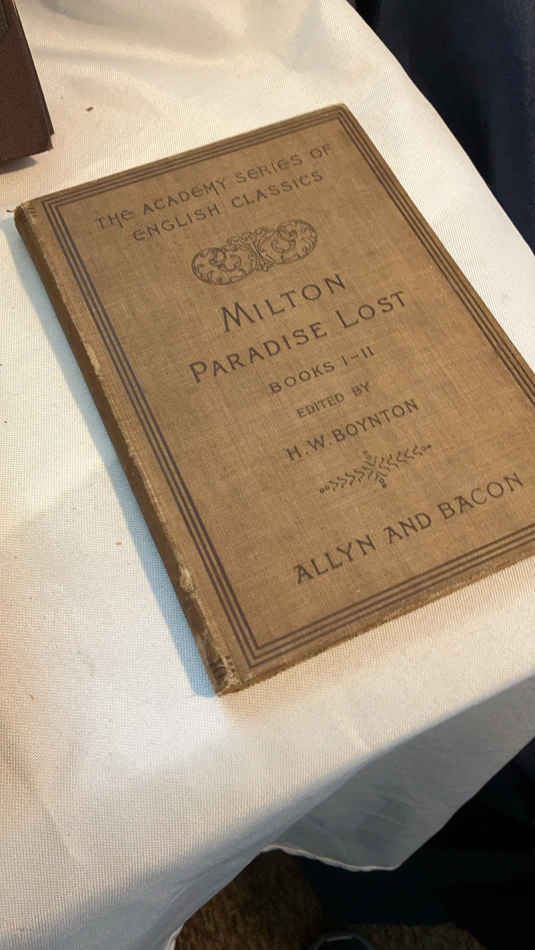 THE ACADEMY SERIES OF
ENGLISH CLASSICS
MILTON
PARADISE LOST
BOOKS I-II
EDITED BY
H. W. BOYNTON
ALLYN AND BACON